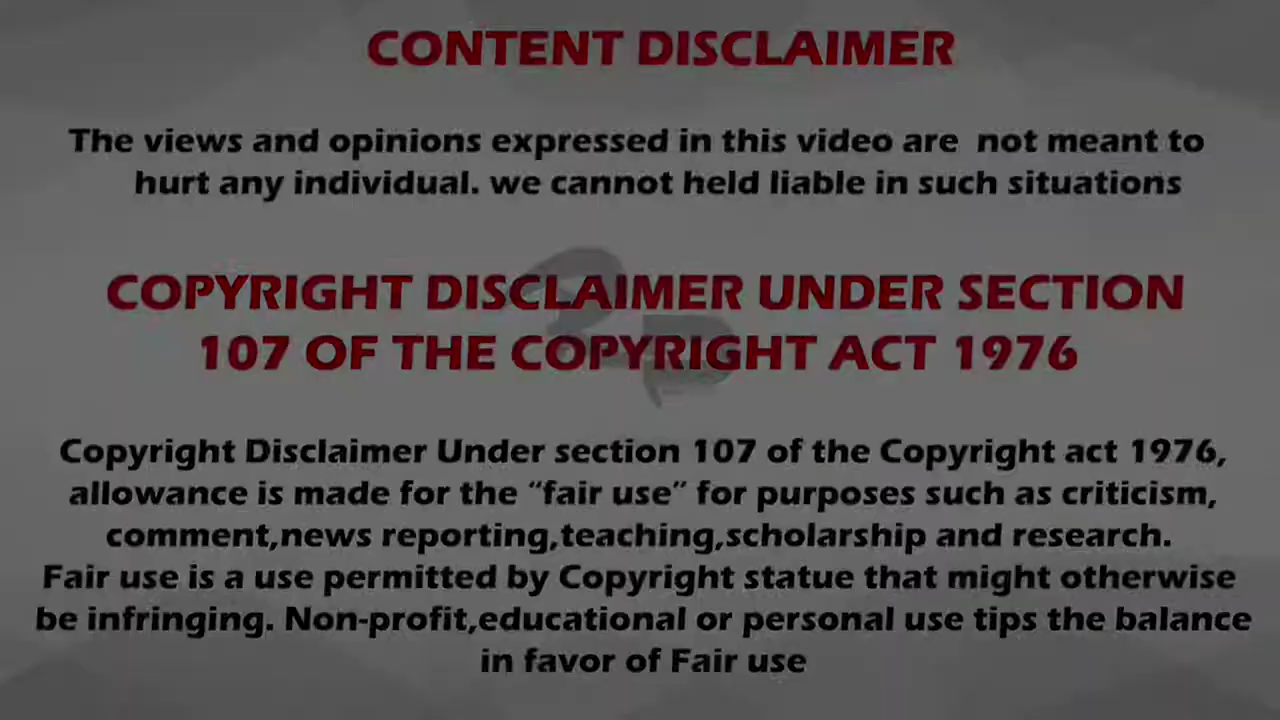 CONTENT DISCLAIMER
The views and opinions expressed in this video are not meant to
hurt any individual. we cannot held liable in such situations
COPYRIGHT DISCLAIMER UNDER SECTION
107 OF THE COPYRIGHT ACT 1976
Copyright Disclaimer Under section 107 of the Copyright act 1976,
allowance is made for the “fair use” for purposes such as criticism,
comment,news reporting,teaching,scholarship and research.
Fair use is a use permitted by Copyright statue that might otherwise
be infringing. Non-profit,educational or personal use tips the balance
in favor of Fair use